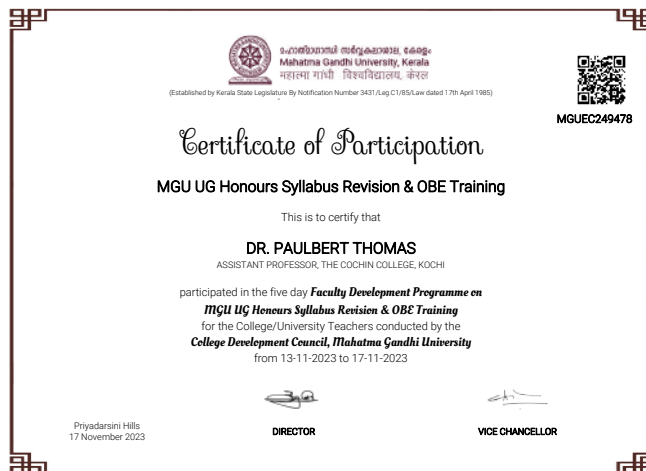 മഹാത്മാഗാന്ധി സർവ്വകലാശാല, കേരളം
Mahatma Gandhi University, Kerala
महात्मा गांधी विश्वविद्यालय, केरल
(Established by Kerala State Legislature By Notification Number 3431/Leg.C1/85/Law dated 17th April 1985)
MGUEC249478
Certificate of Participation
MGU UG Honours Syllabus Revision & OBE Training
This is to certify that
DR. PAULBERT THOMAS
ASSISTANT PROFESSOR, THE COCHIN COLLEGE, KOCHI
participated in the five day Faculty Development Programme on
MGU UG Honours Syllabus Revision & OBE Training
for the College/University Teachers conducted by the
College Development Council, Mahatma Gandhi University
from 13-11-2023 to 17-11-2023
Priyadarsini Hills
17 November 2023
DIRECTOR
VICE CHANCELLOR